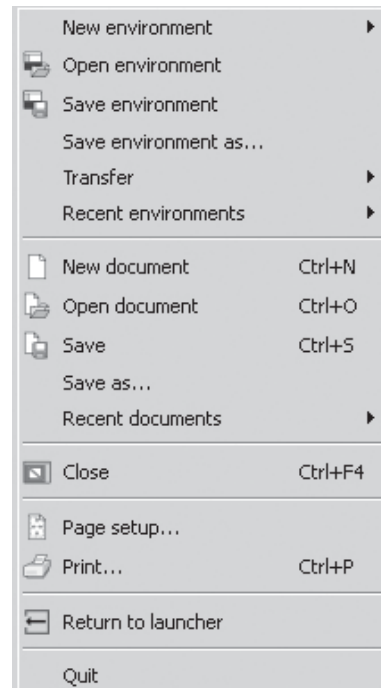 New environment
Open environment
Save environment
Save environment as...
Transfer
Recent environments
New document Ctrl+N
Open document Ctrl+O
Save Ctrl+S
Save as...
Recent documents
Close Ctrl+F4
Page setup...
Print... Ctrl+P
Return to launcher
Quit